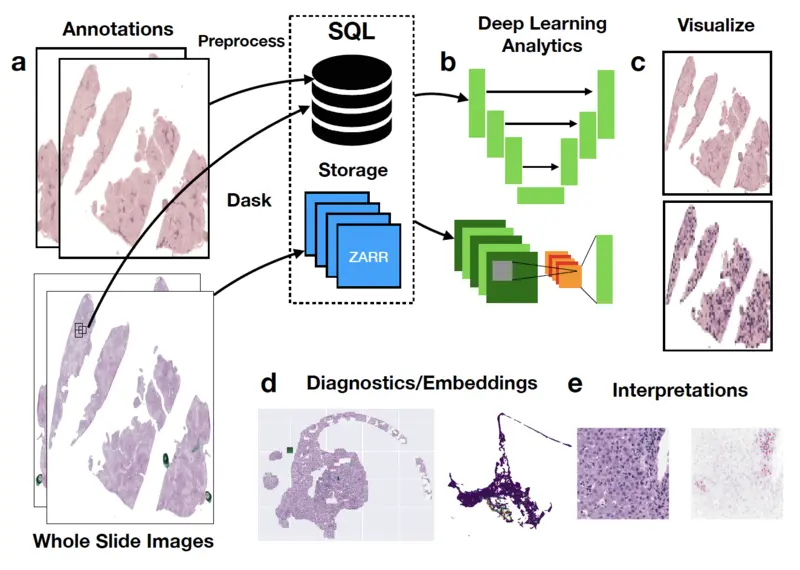 Annotations
Preprocess
SQL
Deep Learning
Analytics
Visualize
a
b
c
Storage
Dask
ZARR
d
Diagnostics/Embeddings
e
Interpretations
Whole Slide Images